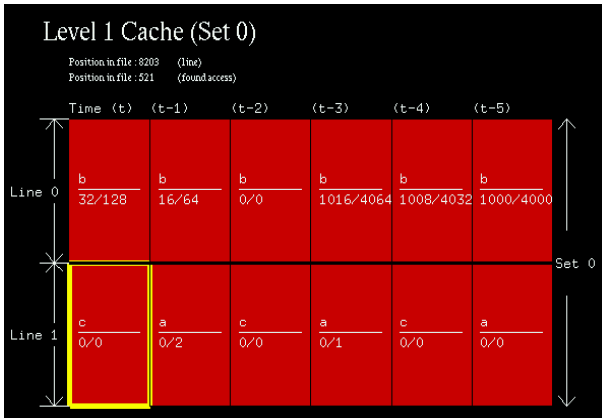 Level 1 Cache (Set 0)
Position in file : 8203 (line)
Position in file : 521 (found access)
Time (t) (t-1) (t-2) (t-3) (t-4) (t-5)
b b b b b b
Line 0
32/128 16/64 0/0 1016/4064 1008/4032 1000/4000
Set 0
c a c a c a
Line 1
0/0 0/2 0/0 0/1 0/0 0/0